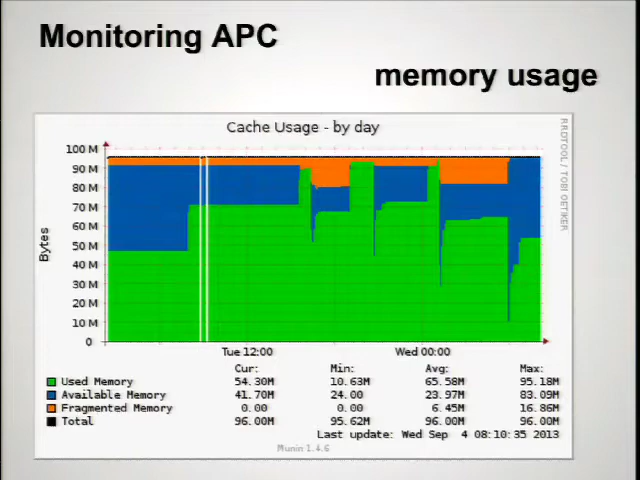 Monitoring APC
memory usage
Cache Usage - by day
RRDTOOL / TOBI OETIKER
Bytes
100 M
90 M
80 M
70 M
60 M
50 M
40 M
30 M
20 M
10 M
0
Tue 12:00 Wed 00:00
Cur: Min: Avg: Max:
Used Memory 54.30M 10.63M 65.58M 95.18M
Available Memory 41.70M 24.00 23.97M 83.09M
Fragmented Memory 0.00 0.00 6.45M 16.86M
Total 96.00M 95.62M 96.00M 96.00M
Last update: Wed Sep 4 08:10:35 2013
Munin 1.4.6